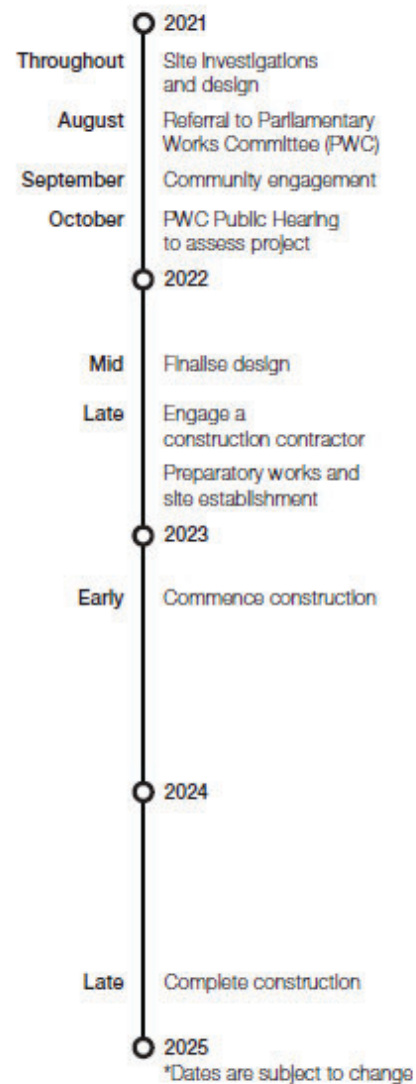 2021
Throughout Site investigations
and design
August Referral to Parliamentary
Works Committee (PWC)
September Community engagement
October PWC Public Hearing
to assess project
2022
Mid Finalise design
Late Engage a
construction contractor
Preparatory works and
site establishment
2023
Early Commence construction
2024
Late Complete construction
2025
*Dates are subject to change